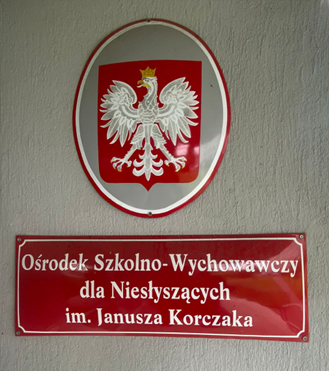 Ośrodek Szkolno-Wychowawczy
dla Niesłyszących
im. Janusza Korczaka